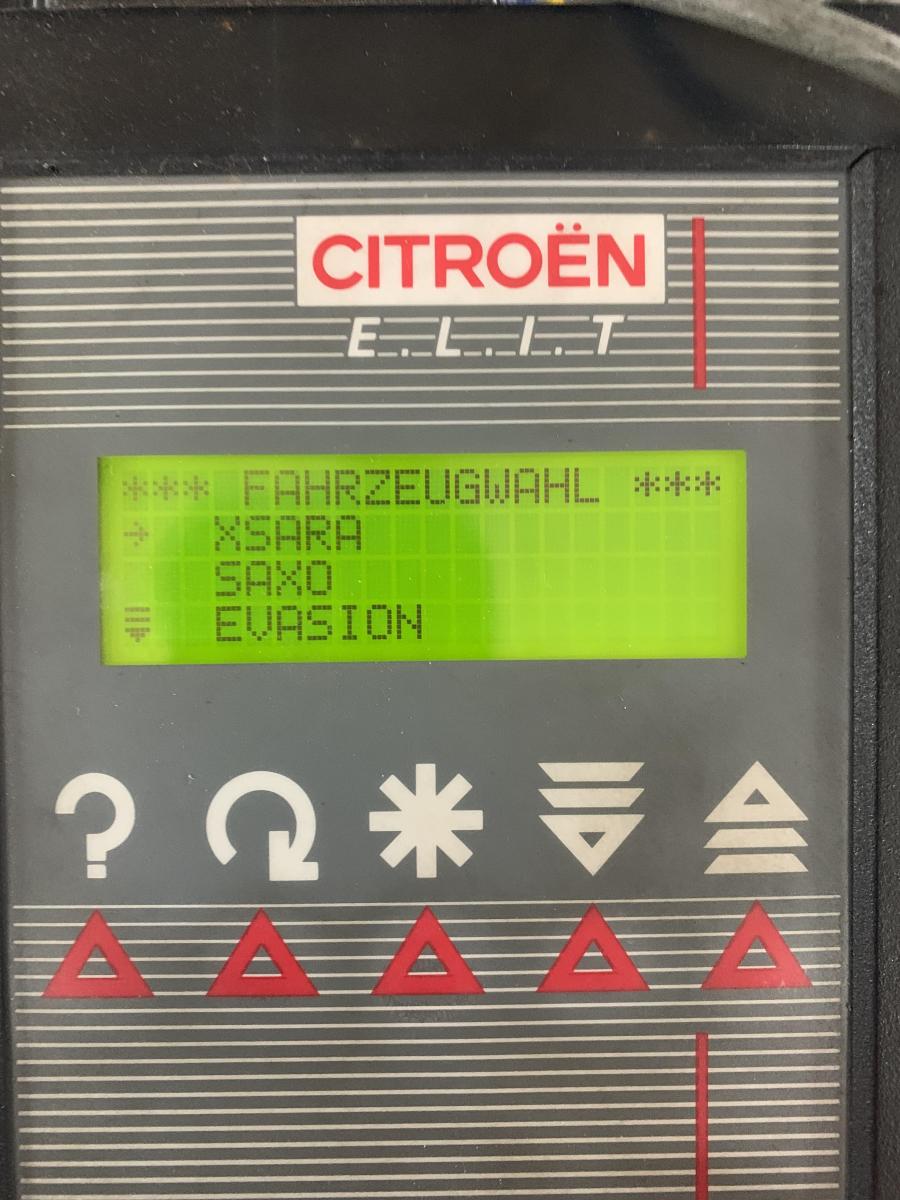 CITROËN
E.L.I.T
*** FAHRZEUGWAHL ***
→ XSARA
SAXO
EVASION
?